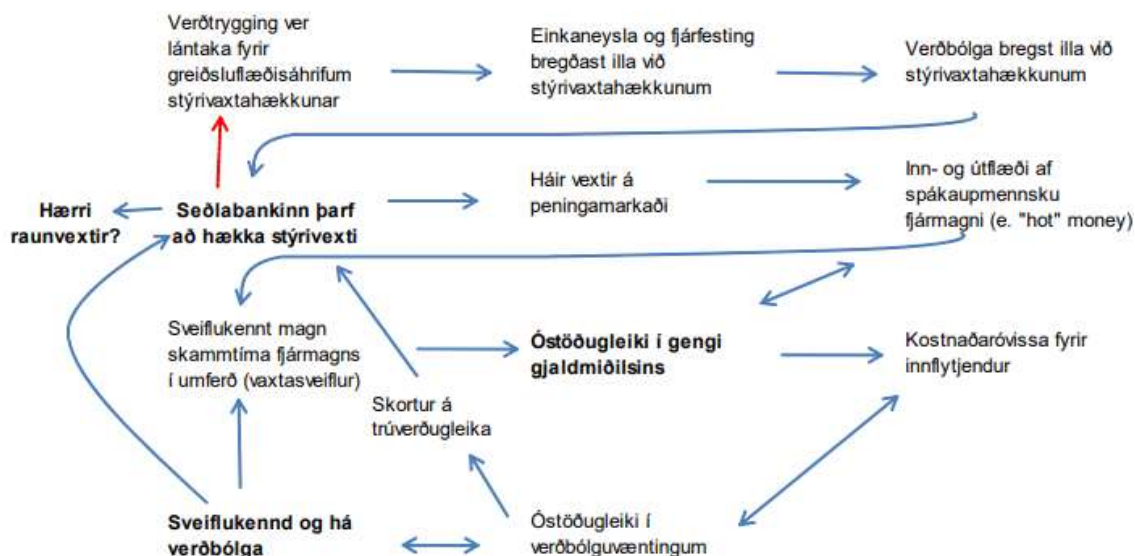 Verðtrygging ver
lántaka fyrir
greiðsluflæðisáhrifum
stýrivaxtahækkunar
Einkaneysla og fjárfesting
bregðast illa við
stýrivaxtahækkunum
Verðbólga bregst illa við
stýrivaxtahækkunum
Hærri
raunvextir?
Seðlabankinn þarf
að hækka stýrivexti
Háir vextir á
peningamarkaði
Inn- og útflæði af
spákaupmennsku
fjármagni (e. "hot" money)
Sveiflukennt magn
skammtíma fjármagns
í umferð (vaxtasveiflur)
Óstöðugleiki í gengi
gjaldmiðilsins
Kostnaðaróvissa fyrir
innflytjendur
Skortur á
trúverðugleika
Sveiflukennd og há
verðbólga
Óstöðugleiki í
verðbólguvæntingum